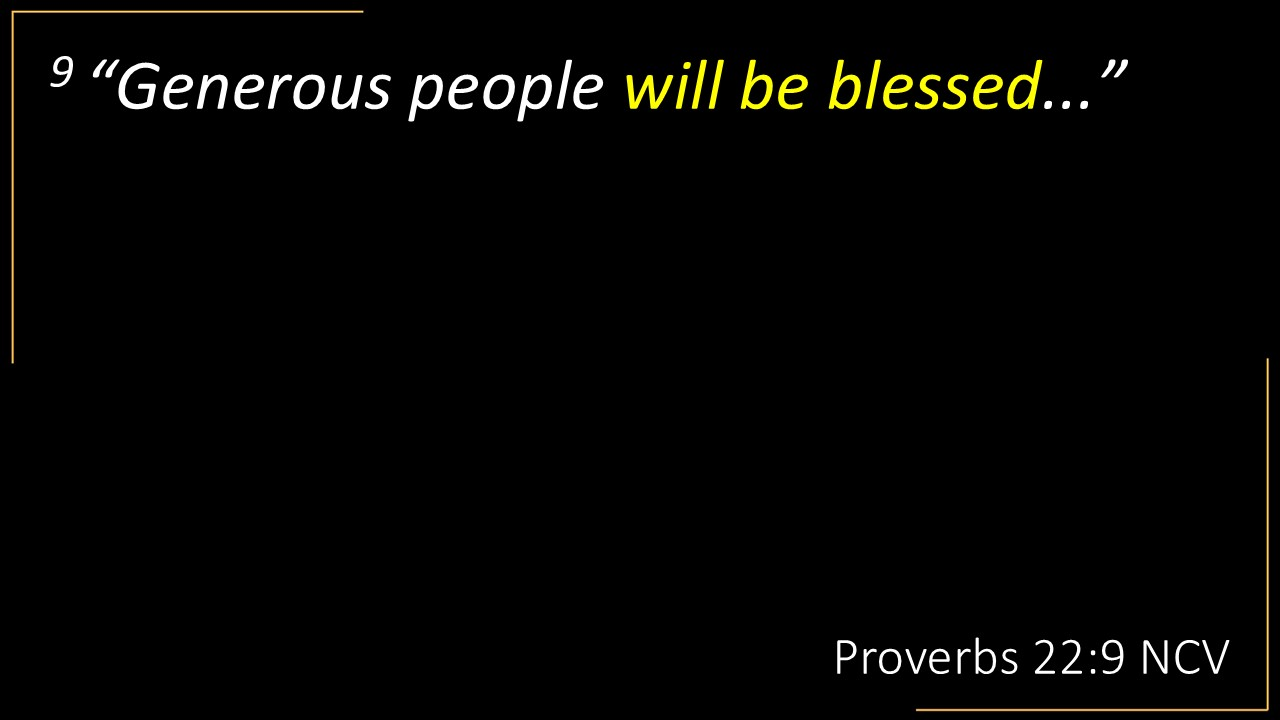 9 “Generous people will be blessed...”
Proverbs 22:9 NCV